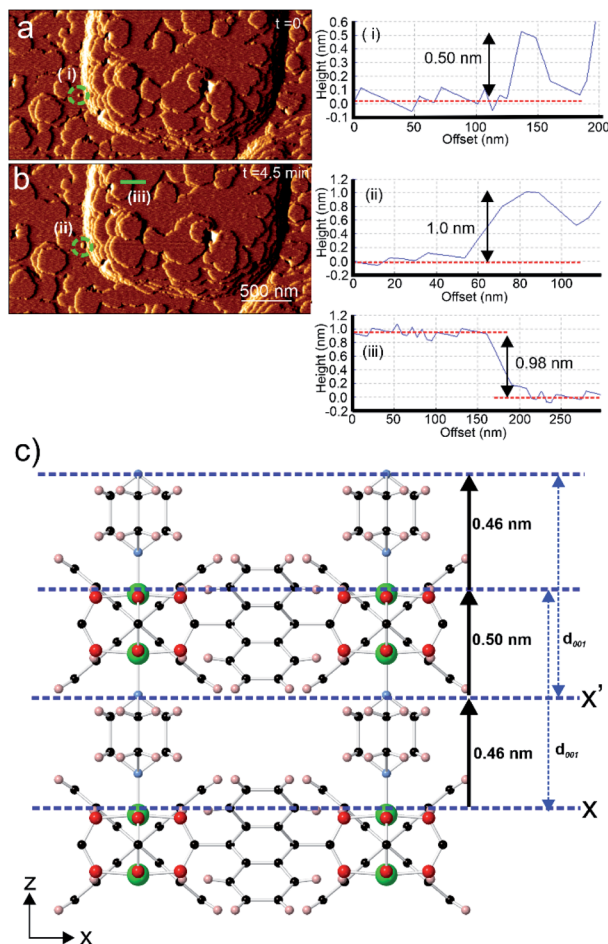 a
t =0
( i)
b
t=4.5 min
(iii)
(ii)
500 nm
( i)
Height (nm)
0.6
0.5
0.4
0.3
0.2
0.1
0.0
-0.1
0.50 nm
0 50 100 150 200
Offset (nm)
(ii)
Height (nm)
1.2
1.0
0.8
0.6
0.4
0.2
0.0
-0.2
1.0 nm
0 20 40 60 80 100
Offset (nm)
(iii)
Height (nm)
1.2
1.0
0.8
0.6
0.4
0.2
0.0
-0.2
0.98 nm
0 50 100 150 200 250
Offset (nm)
c)
0.46 nm
0.50 nm
d001
X'
0.46 nm
d001
X
z
x